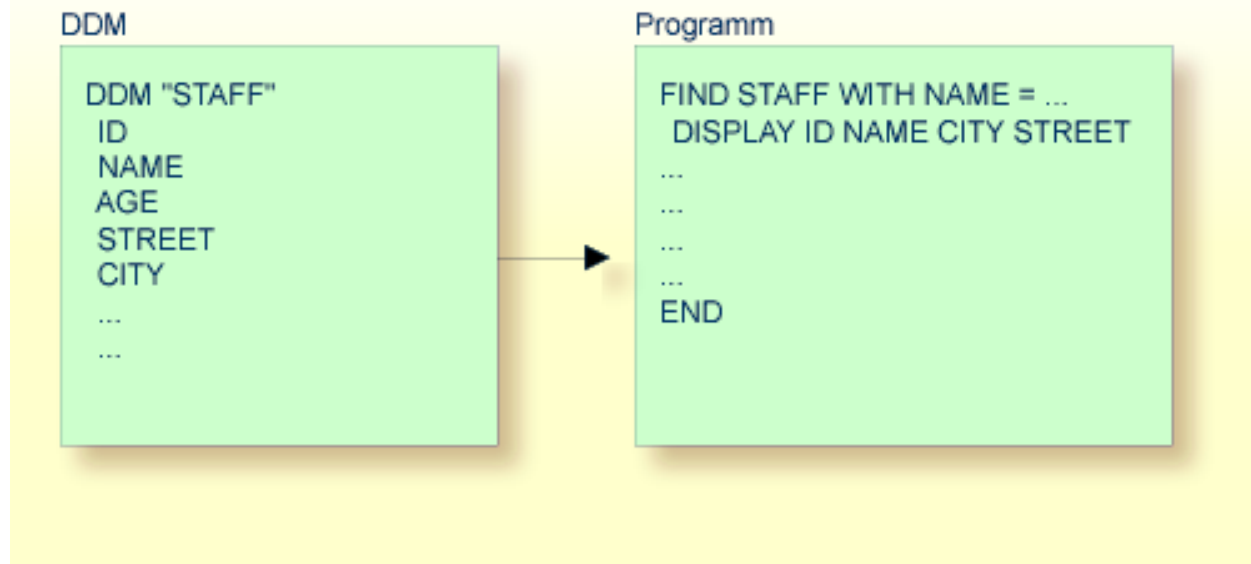 DDM
DDM "STAFF"
ID
NAME
AGE
STREET
CITY
...
...
Programm
FIND STAFF WITH NAME = ...
DISPLAY ID NAME CITY STREET
...
...
...
...
END